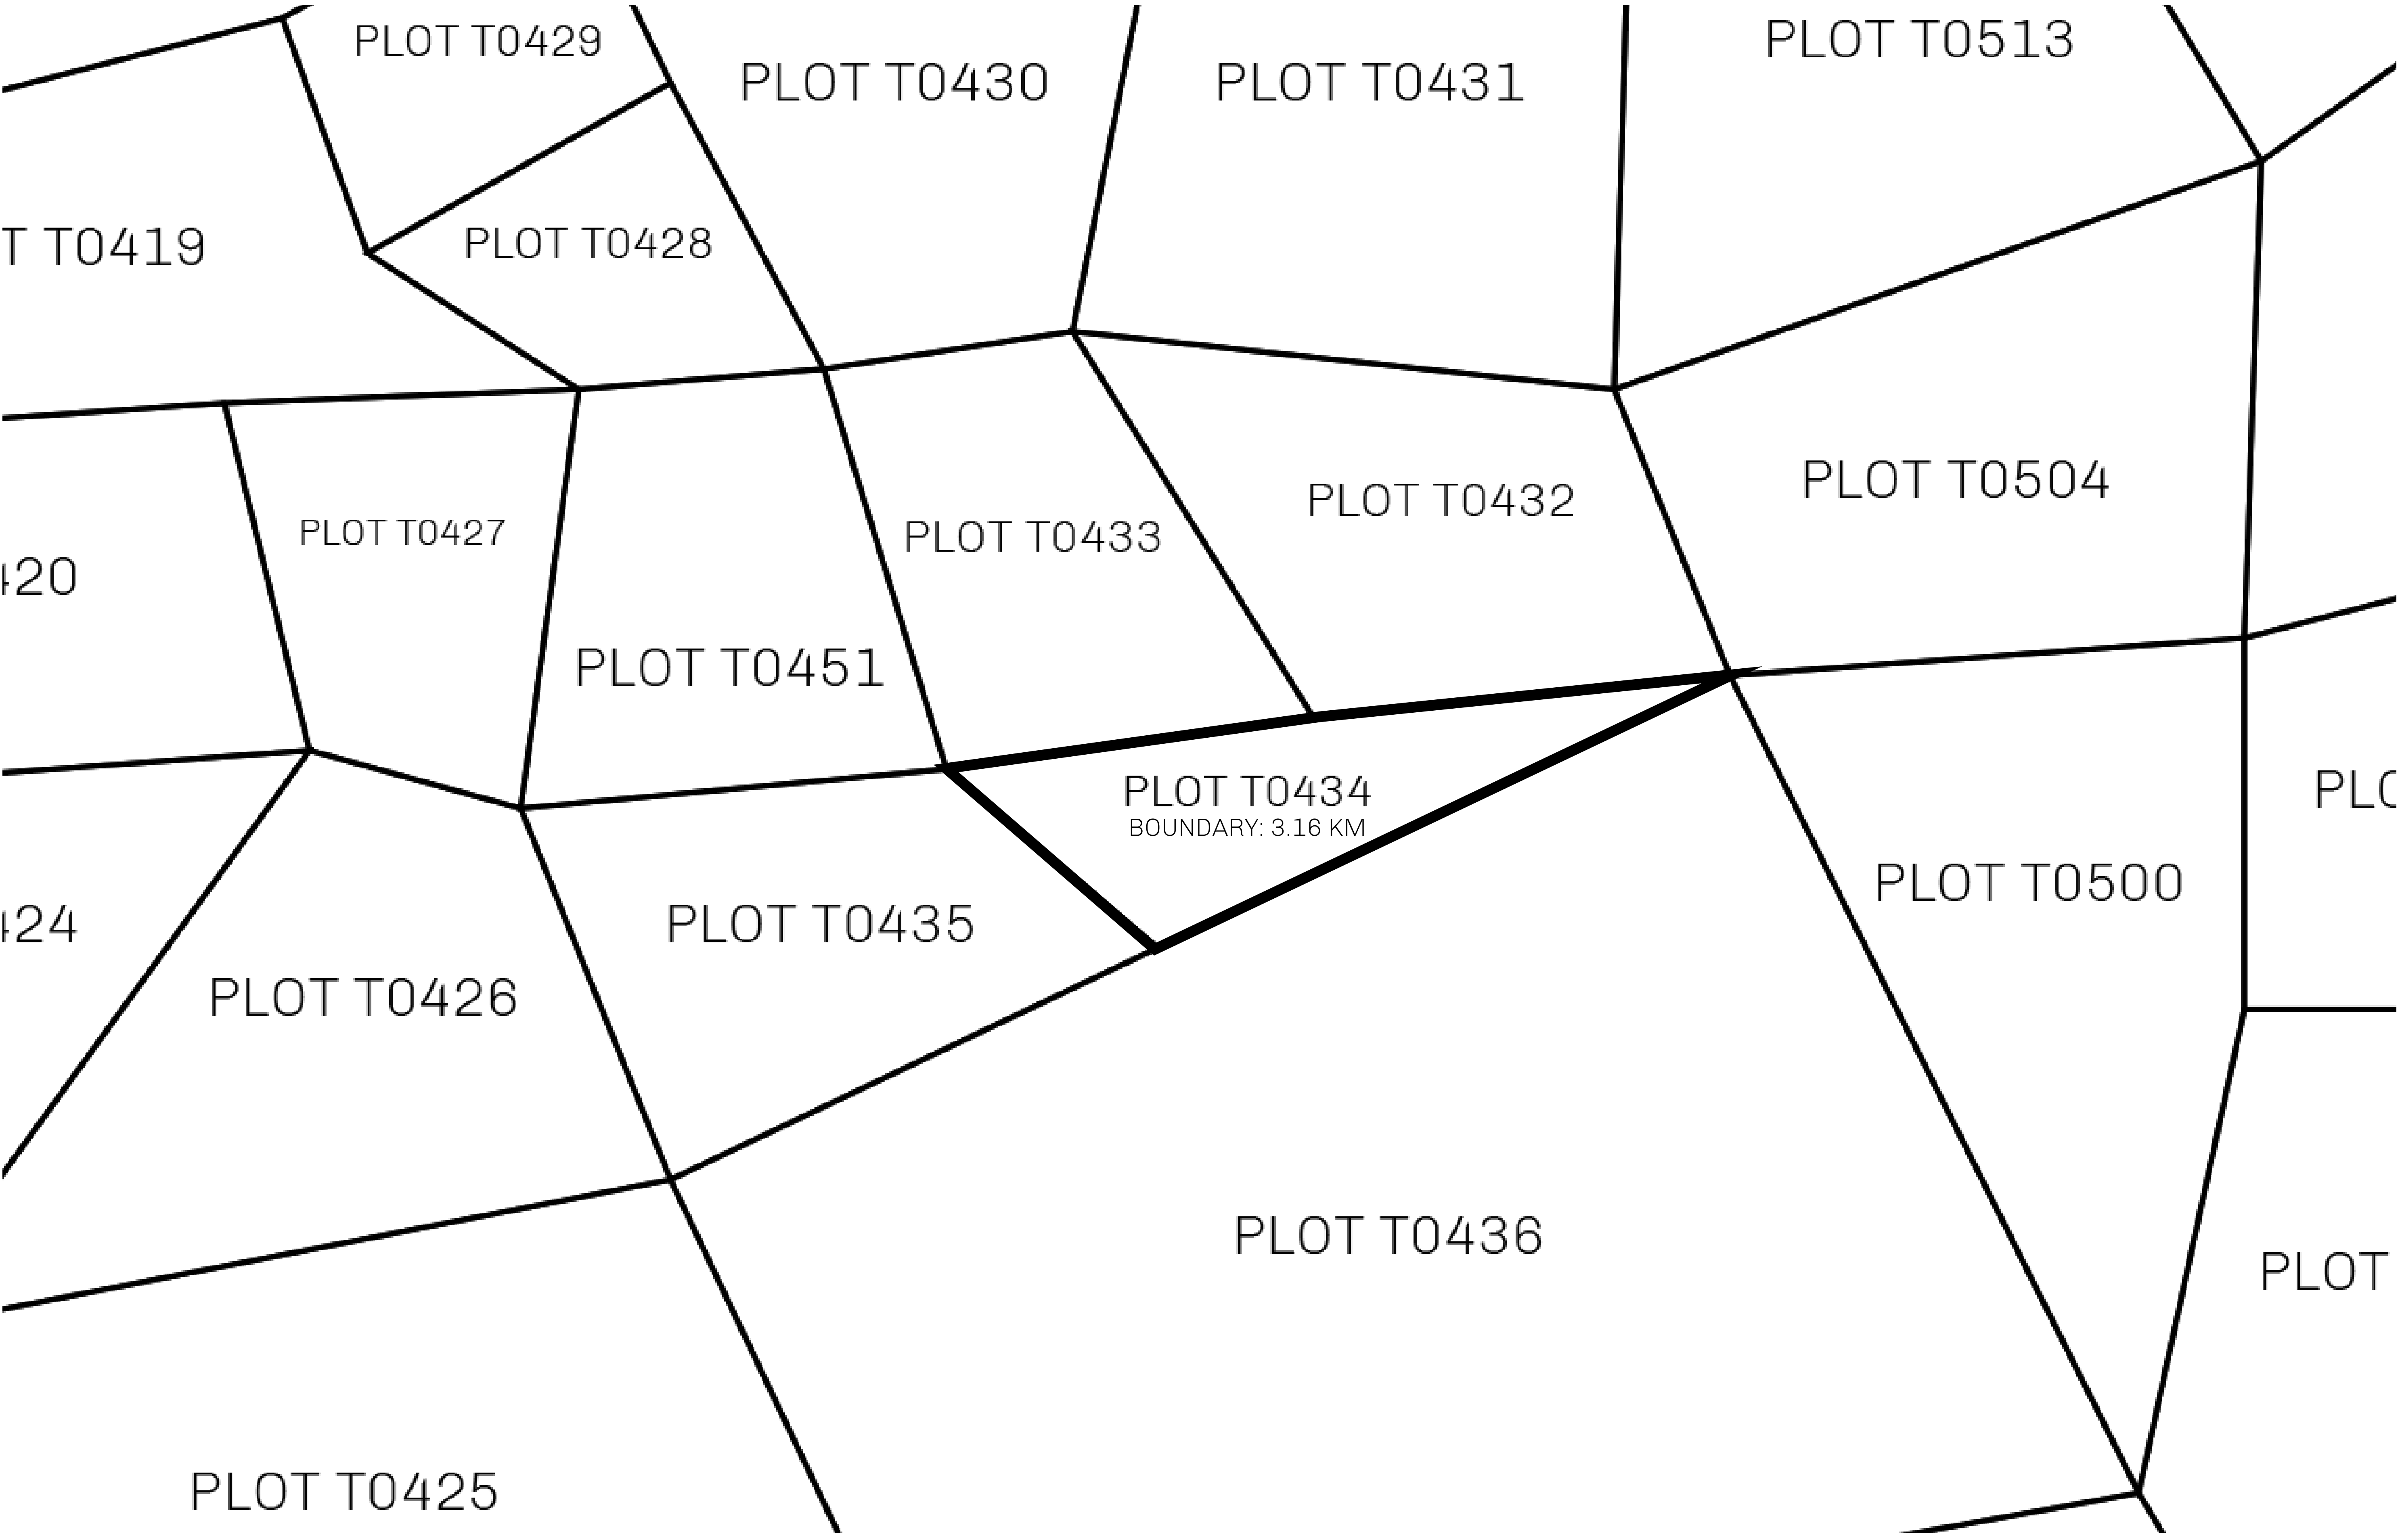 PLOT T0429
PLOT T0430
PLOT T0431
PLOT T0513
T T0419
PLOT T0428
PLOT T0427
PLOT T0433
PLOT T0432
PLOT T0504
420
PLOT T0451
PLOT T0434
BOUNDARY: 3.16 KM
PLO
PLOT T0500
424
PLOT T0435
PLOT T0426
PLOT T0436
PLOT
PLOT T0425